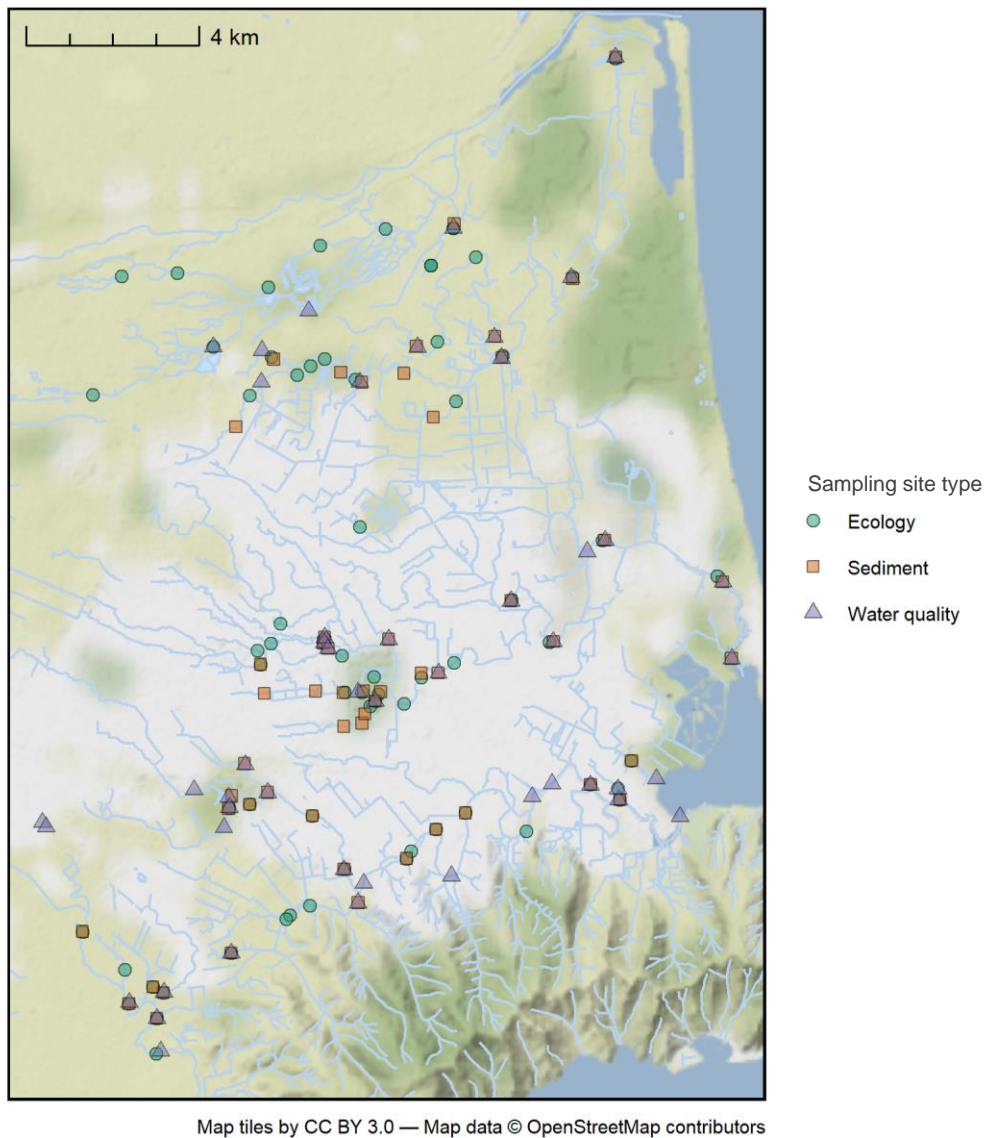 4 km
Sampling site type
Ecology
Sediment
Water quality
Map tiles by CC BY 3.0 — Map data © OpenStreetMap contributors